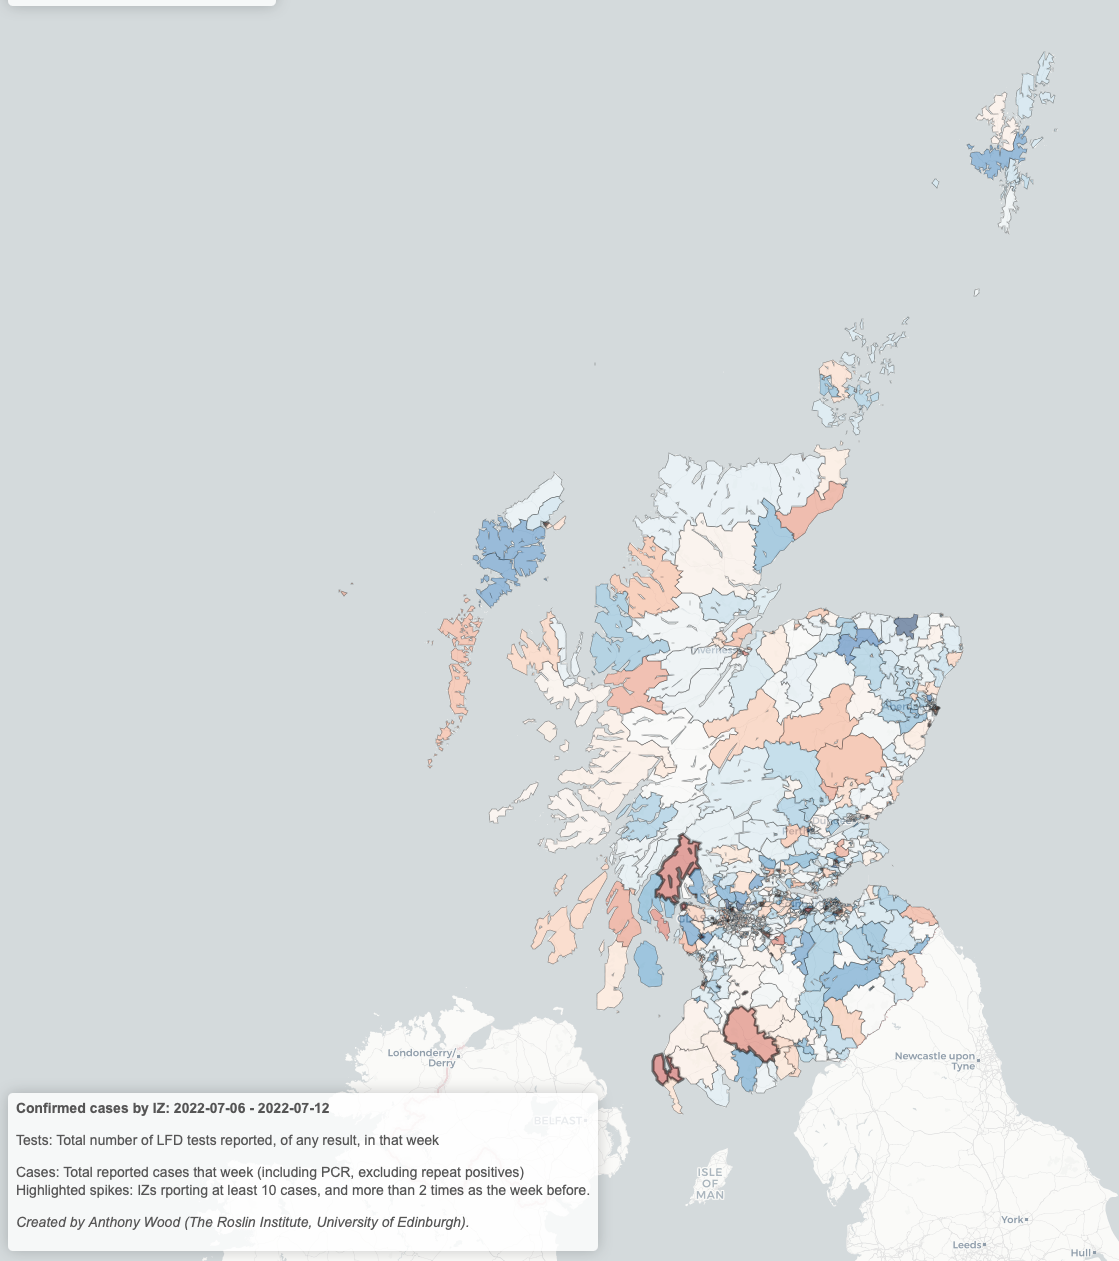 Inverness
Perth
Londonderry/
Derry
Newcastle upon
Tyne
Confirmed cases by IZ: 2022-07-06 - 2022-07-12
Tests: Total number of LFD tests reported, of any result, in that week
BELFAST
Cases: Total reported cases that week (including PCR, excluding repeat positives)
Highlighted spikes: IZs rporting at least 10 cases, and more than 2 times as the week before.
Created by Anthony Wood (The Roslin Institute, University of Edinburgh).
ISLE
OF
MAN
York
Leeds
Hull